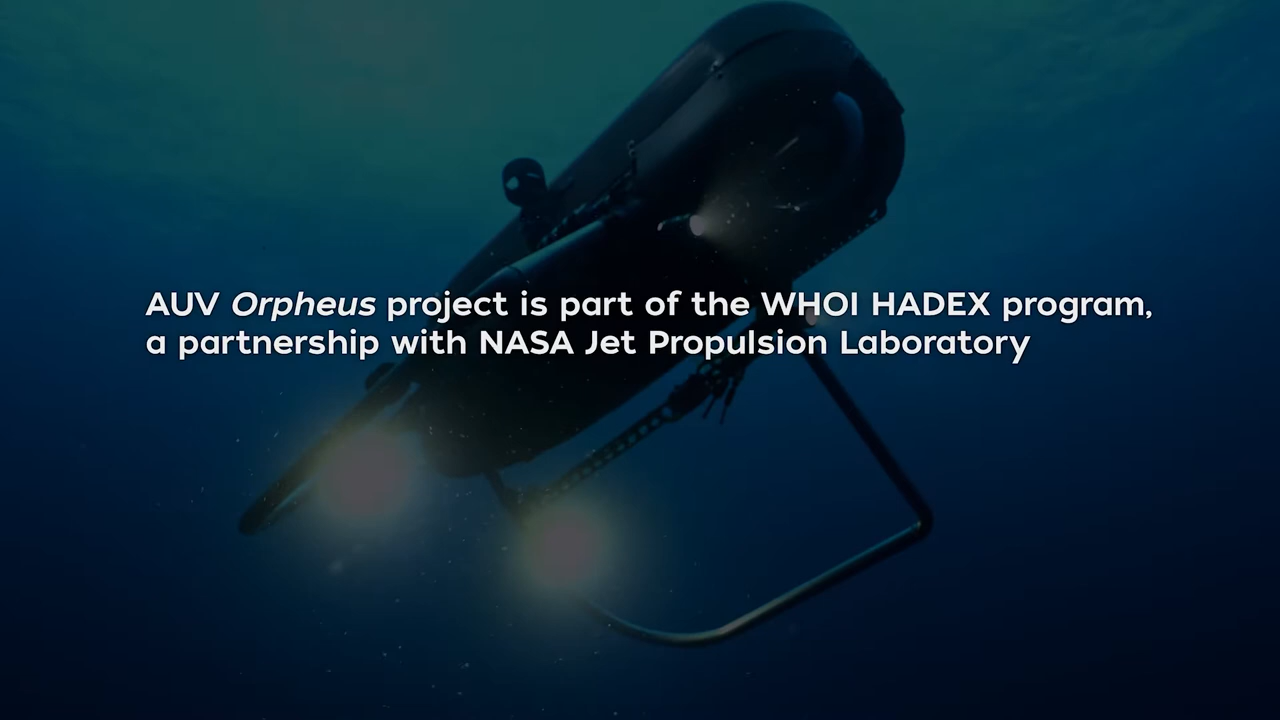 AUV Orpheus project is part of the WHOI HADEX program,
a partnership with NASA Jet Propulsion Laboratory